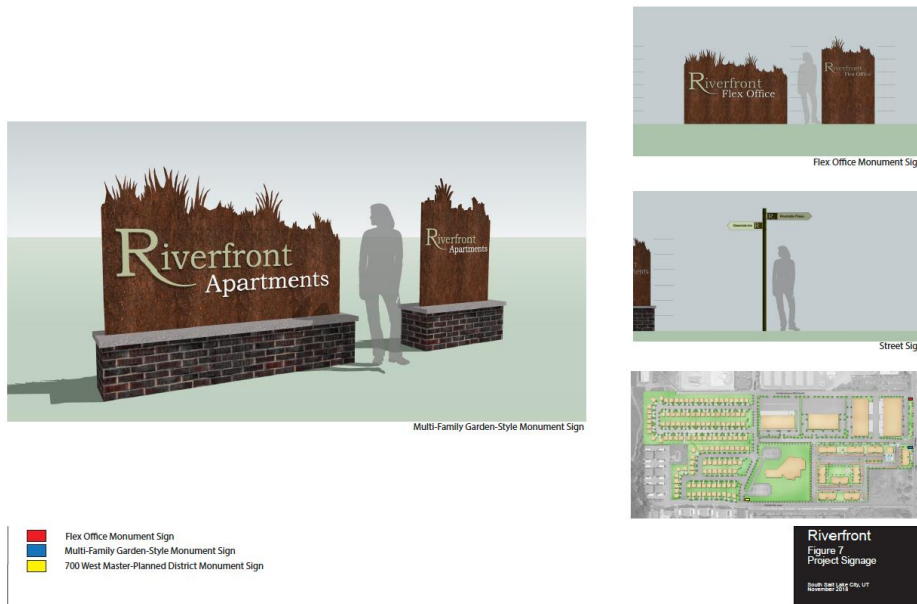 Riverfront
Apartments
Riverfront
Apartments
Multi-Family Garden-Style Monument Sign
Riverfront
Flex Office
Riverfront
Flex Office
Flex Office Monument Sig
Street Sig
Flex Office Monument Sign
Multi-Family Garden-Style Monument Sign
700 West Master-Planned District Monument Sign
Riverfront
Figure 7
Project Signage
South Salt Lake City, UT
November 2018